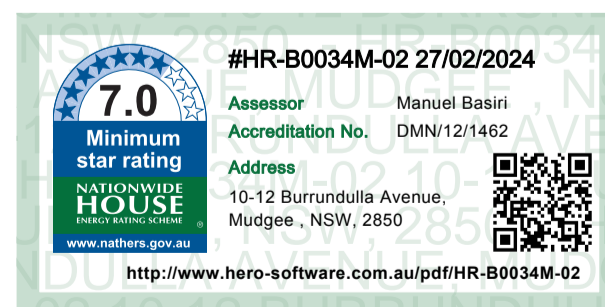 #HR-B0034M-02 27/02/2024
7.0
Minimum
star rating
NATIONWIDE
HOUSE
ENERGY RATING SCHEME ®
www.nathers.gov.au
Assessor Manuel Basiri
Accreditation No. DMN/12/1462
Address
10-12 Burrundulla Avenue,
Mudgee , NSW, 2850
http://www.hero-software.com.au/pdf/HR-B0034M-02